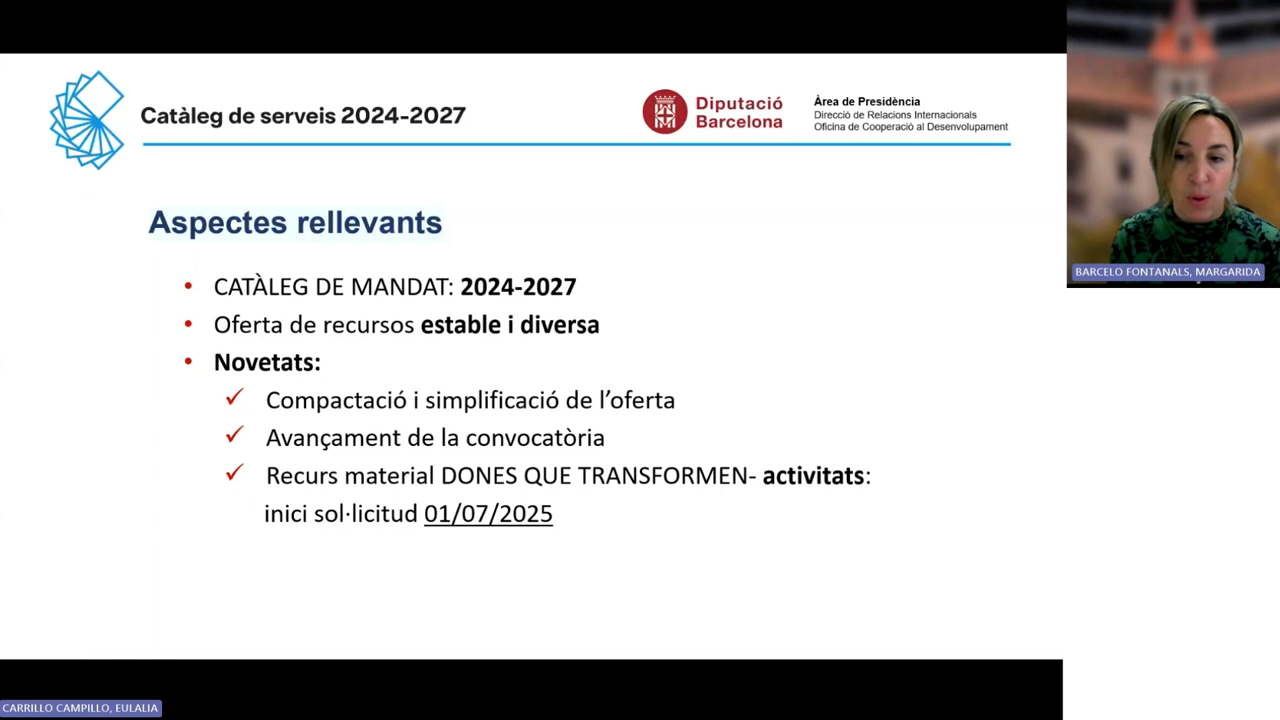 Catàleg de serveis 2024-2027
Diputació
Barcelona
Àrea de Presidència
Direcció de Relacions Internacionals
Oficina de Cooperació al Desenvolupament
Aspectes rellevants
• CATÀLEG DE MANDAT: 2024-2027
• Oferta de recursos estable i diversa
• Novetats:
✓ Compactació i simplificació de l’oferta
✓ Avançament de la convocatòria
✓ Recurs material DONES QUE TRANSFORMEN- activitats:
inici sol·licitud 01/07/2025
BARCELO FONTANALS, MARGARIDA
CARRILLO CAMPILLO, EULALIA